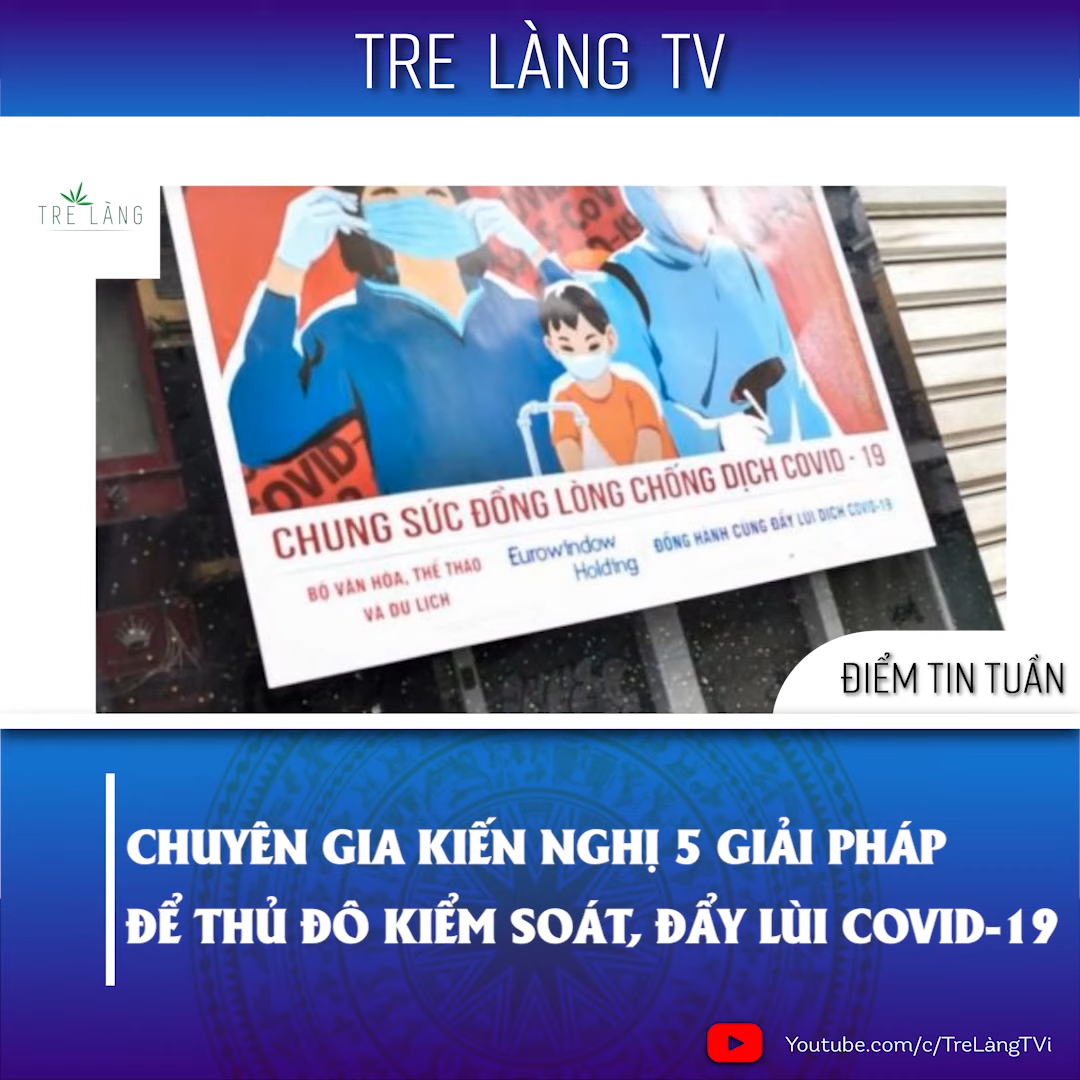 TRE LÀNG TV
TRE LÀNG
COVID-
CHUNG SỨC ĐỒNG LÒNG CHỐNG DỊCH COVID - 19
BỘ VĂN HÓA, THỂ THAO
VÀ DU LỊCH
Eurowindow
Holding
ĐỒNG HÀNH CÙNG ĐẨY LÙI DỊCH COVID-19
ĐIỂM TIN TUẦN
CHUYÊN GIA KIẾN NGHỊ 5 GIẢI PHÁP
ĐỂ THỦ ĐÔ KIỂM SOÁT, ĐẨY LÙI COVID-19
Youtube.com/c/TreLàngTVi